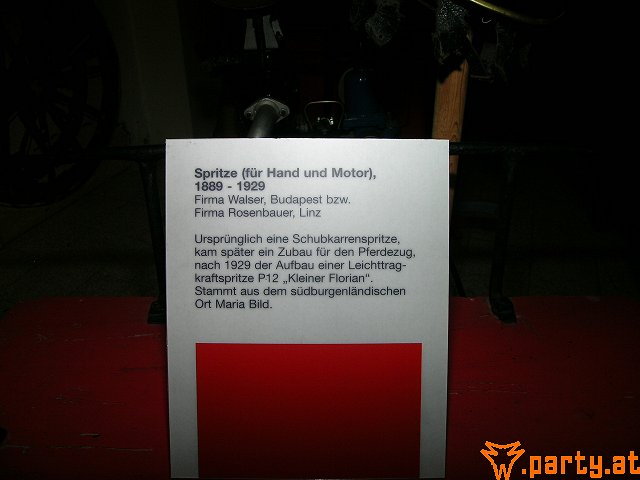 Spritze (für Hand und Motor),
1889 - 1929
Firma Walser, Budapest bzw.
Firma Rosenbauer, Linz
Ursprünglich eine Schubkarrenspritze,
kam später ein Zubau für den Pferdezug,
nach 1929 der Aufbau einer Leichttrag-
kraftspritze P12 „Kleiner Florian“.
Stammt aus dem südburgenländischen
Ort Maria Bild.
w.party.at